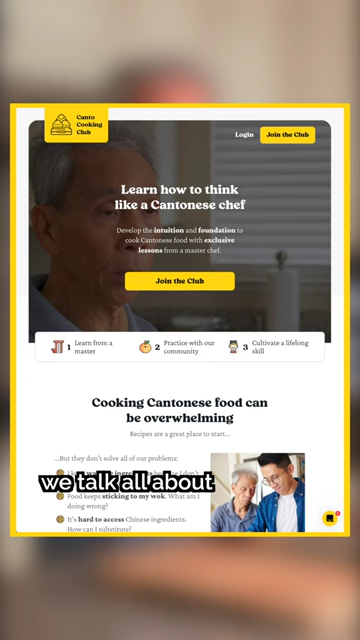 Canto
Cooking
Club
Login
Join the Club
Learn how to think
like a Cantonese chef
Develop the intuition and foundation to
cook Cantonese food with exclusive
lessons from a master chef.
Join the Club
1 Learn from a
master
2 Practice with our
community
3 Cultivate a lifelong
skill
Cooking Cantonese food can
be overwhelming
Recipes are a great place to start...
...But they don't solve all of our problems:
we talk all about
Food keeps sticking to my wok. What am I
doing wrong?
It's hard to access Chinese ingredients.
How can I substitute?